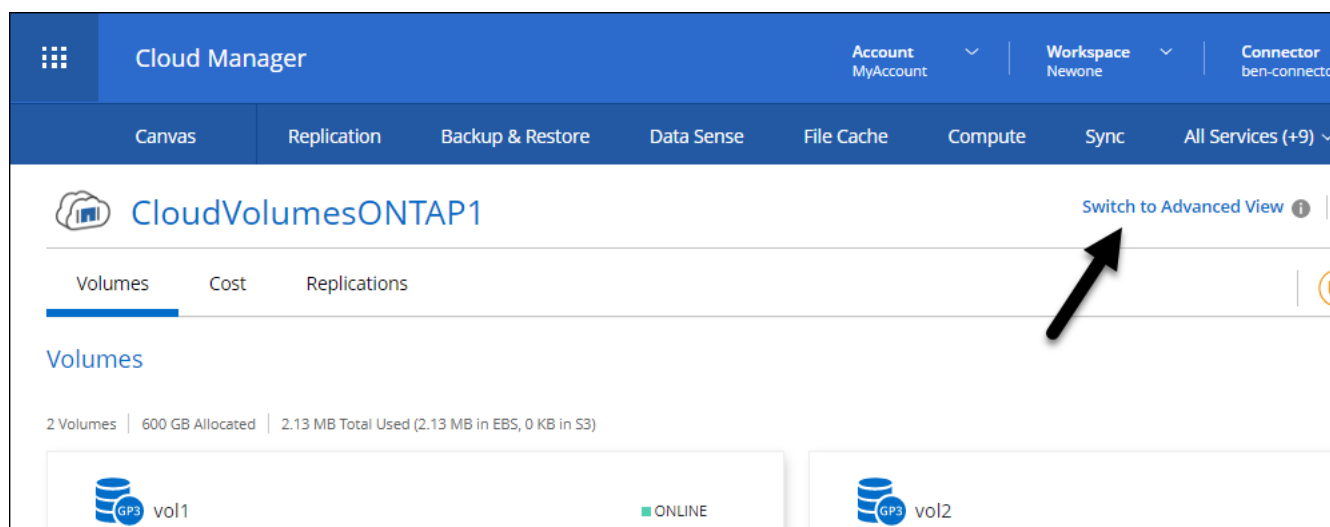 Cloud Manager
Account
MyAccount
Workspace
Newone
Connector
Canvas
Replication
Backup & Restore
Data Sense
File Cache
Compute
Sync
All Services (+9)
CloudVolumesONTAP1
Switch to Advanced View
Volumes
Cost
Replications
Volumes
2 Volumes
600 GB Allocated
2.13 MB Total Used (2.13 MB in EBS, 0 KB in S3)
GP3
vol1
ONLINE
GP3
vol2